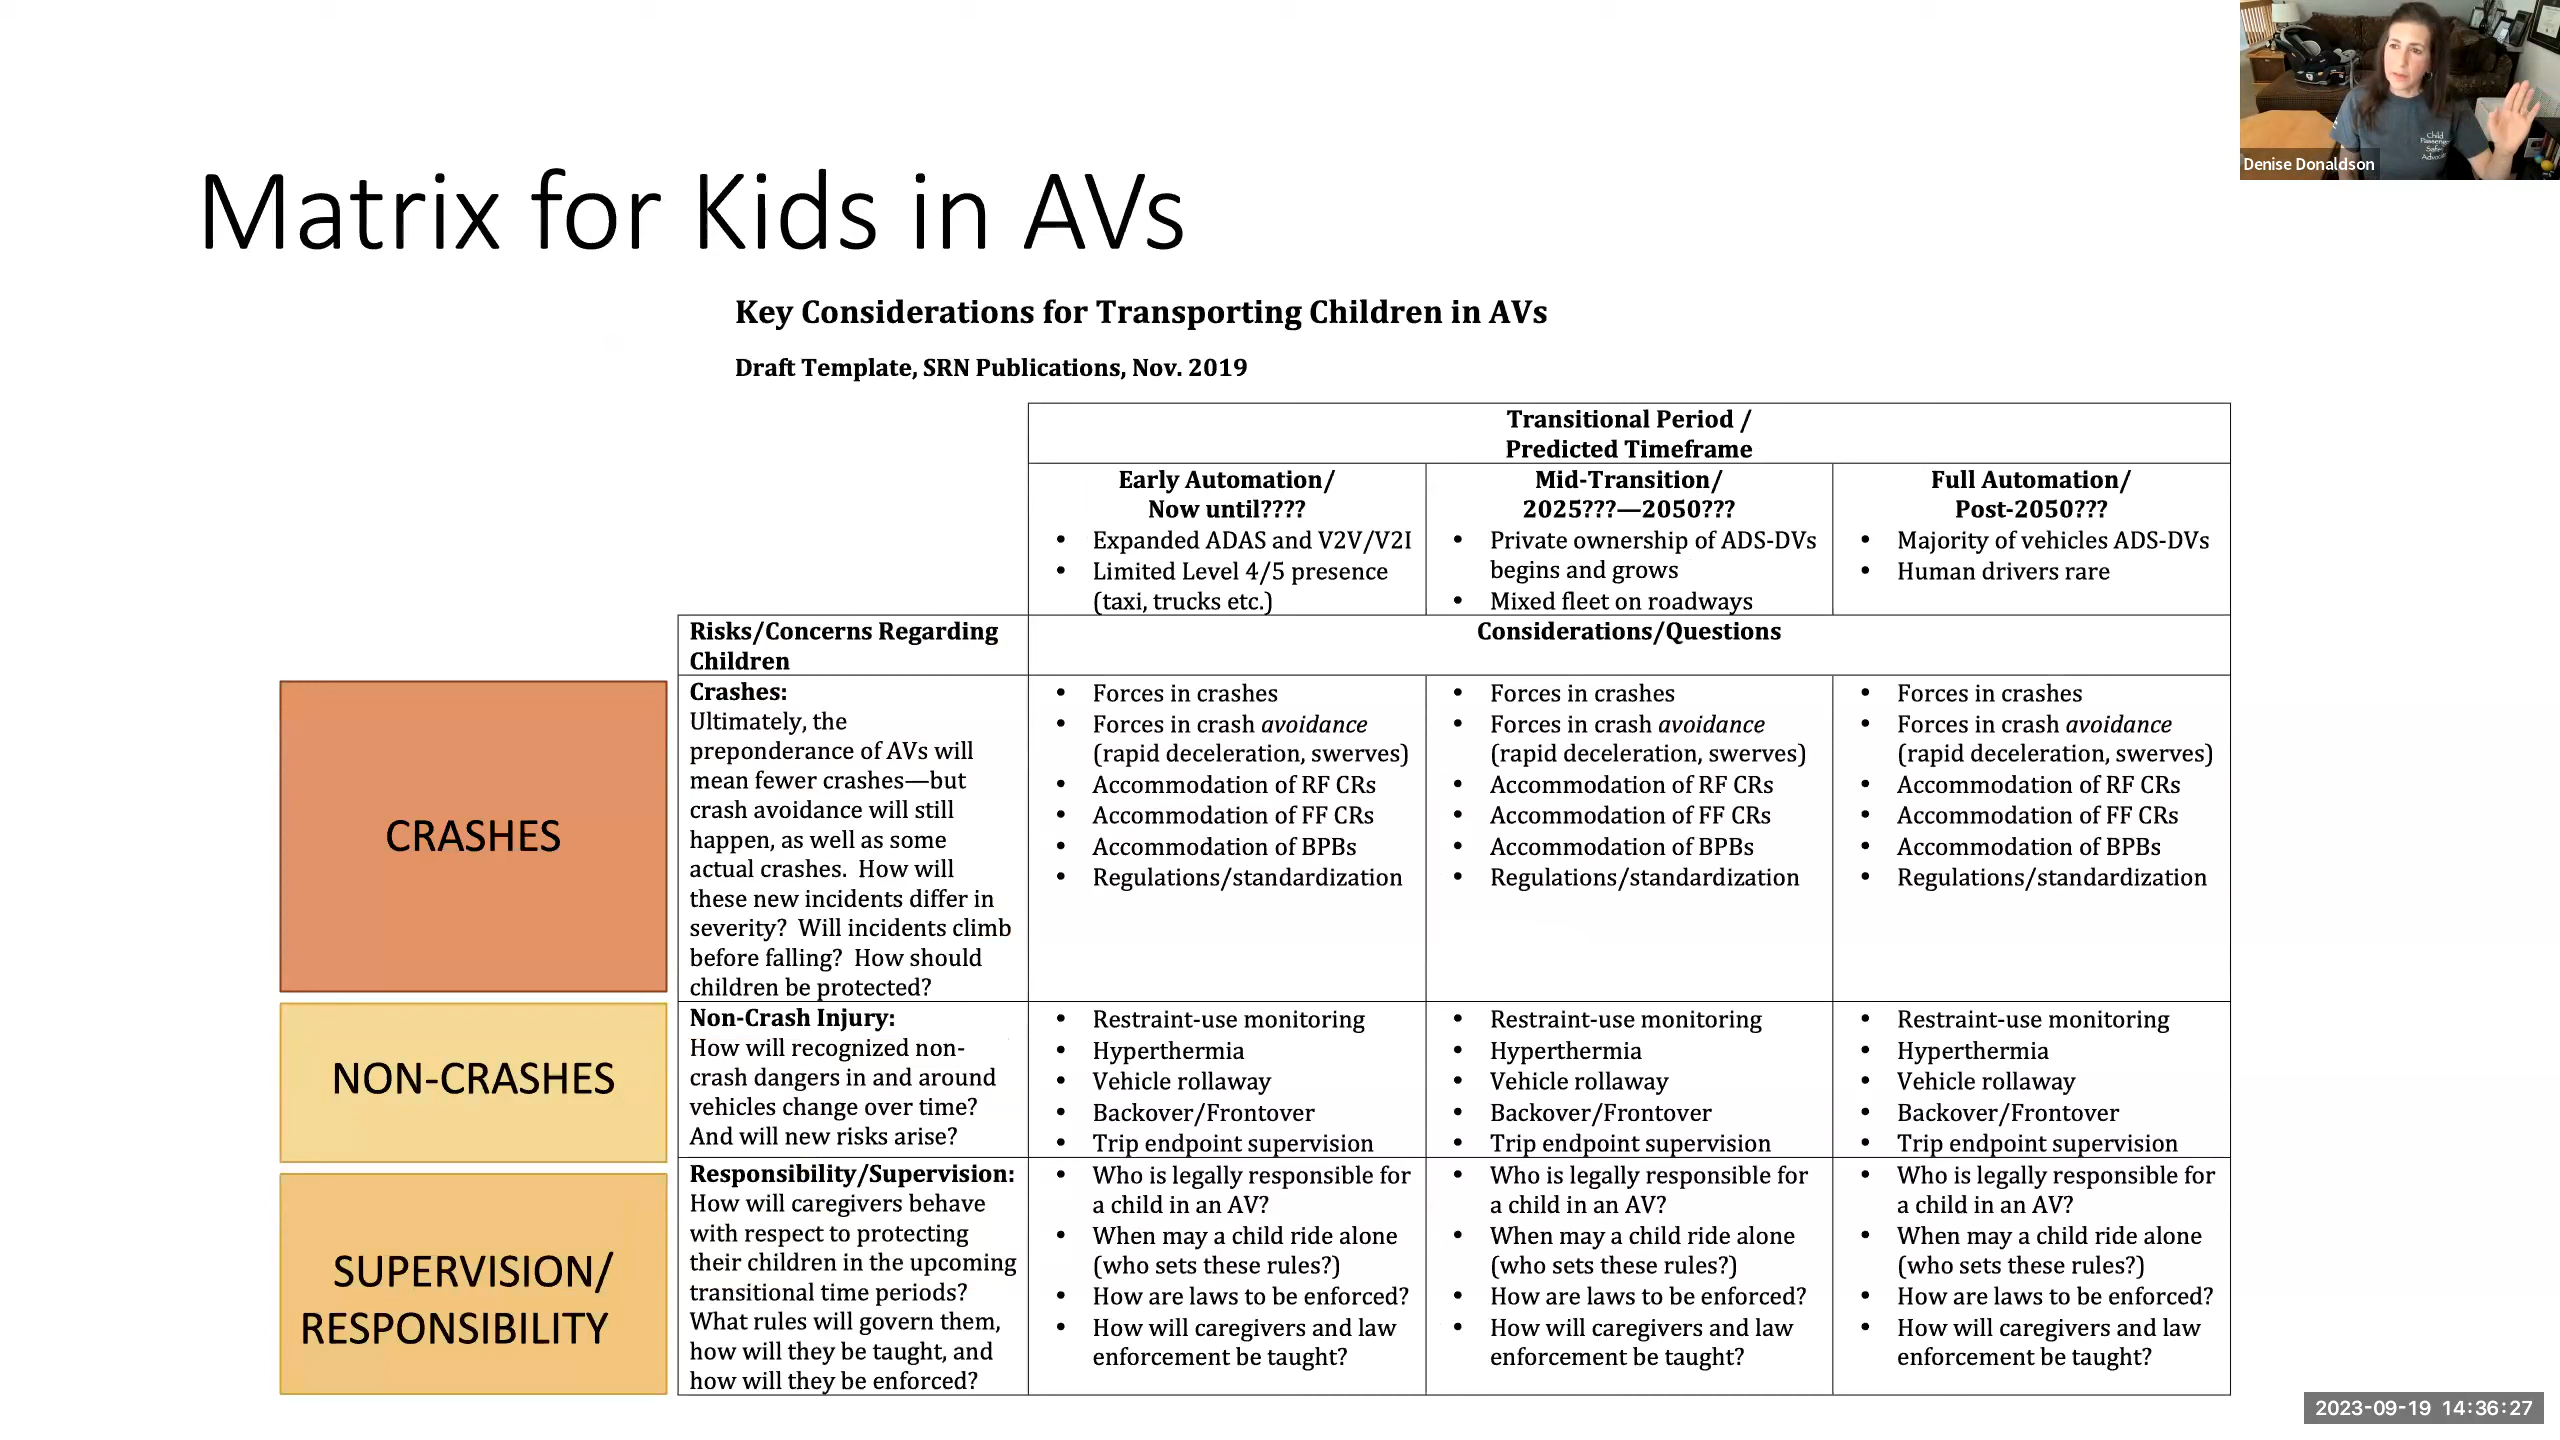 Denise Donaldson
Child
Passenger
Safety
Matrix for Kids in AVs
Key Considerations for Transporting Children in AVs
Draft Template, SRN Publications, Nov. 2019
Transitional Period /
Predicted Timeframe
Early Automation/
Now until????
• Expanded ADAS and V2V/V2I
• Limited Level 4/5 presence
(taxi, trucks etc.)
Mid-Transition/
2025???—2050???
• Private ownership of ADS-DVs
begins and grows
• Mixed fleet on roadways
Full Automation/
Post-2050???
• Majority of vehicles ADS-DVs
• Human drivers rare
Risks/Concerns Regarding
Children
Considerations/Questions
CRASHES
Crashes:
Ultimately, the
preponderance of AVs will
mean fewer crashes—but
crash avoidance will still
happen, as well as some
actual crashes. How will
these new incidents differ in
severity? Will incidents climb
before falling? How should
children be protected?
• Forces in crashes
• Forces in crash avoidance
(rapid deceleration, swerves)
• Accommodation of RF CRs
• Accommodation of FF CRs
• Accommodation of BPBs
• Regulations/standardization
• Forces in crashes
• Forces in crash avoidance
(rapid deceleration, swerves)
• Accommodation of RF CRs
• Accommodation of FF CRs
• Accommodation of BPBs
• Regulations/standardization
• Forces in crashes
• Forces in crash avoidance
(rapid deceleration, swerves)
• Accommodation of RF CRs
• Accommodation of FF CRs
• Accommodation of BPBs
• Regulations/standardization
NON-CRASHES
Non-Crash Injury:
How will recognized non-
crash dangers in and around
vehicles change over time?
And will new risks arise?
• Restraint-use monitoring
• Hyperthermia
• Vehicle rollaway
• Backover/Frontover
• Trip endpoint supervision
• Restraint-use monitoring
• Hyperthermia
• Vehicle rollaway
• Backover/Frontover
• Trip endpoint supervision
• Restraint-use monitoring
• Hyperthermia
• Vehicle rollaway
• Backover/Frontover
• Trip endpoint supervision
SUPERVISION/
RESPONSIBILITY
Responsibility/Supervision:
How will caregivers behave
with respect to protecting
their children in the upcoming
transitional time periods?
What rules will govern them,
how will they be taught, and
how will they be enforced?
• Who is legally responsible for
a child in an AV?
• When may a child ride alone
(who sets these rules?)
• How are laws to be enforced?
• How will caregivers and law
enforcement be taught?
• Who is legally responsible for
a child in an AV?
• When may a child ride alone
(who sets these rules?)
• How are laws to be enforced?
• How will caregivers and law
enforcement be taught?
• Who is legally responsible for
a child in an AV?
• When may a child ride alone
(who sets these rules?)
• How are laws to be enforced?
• How will caregivers and law
enforcement be taught?
2023-09-19 14:36:27